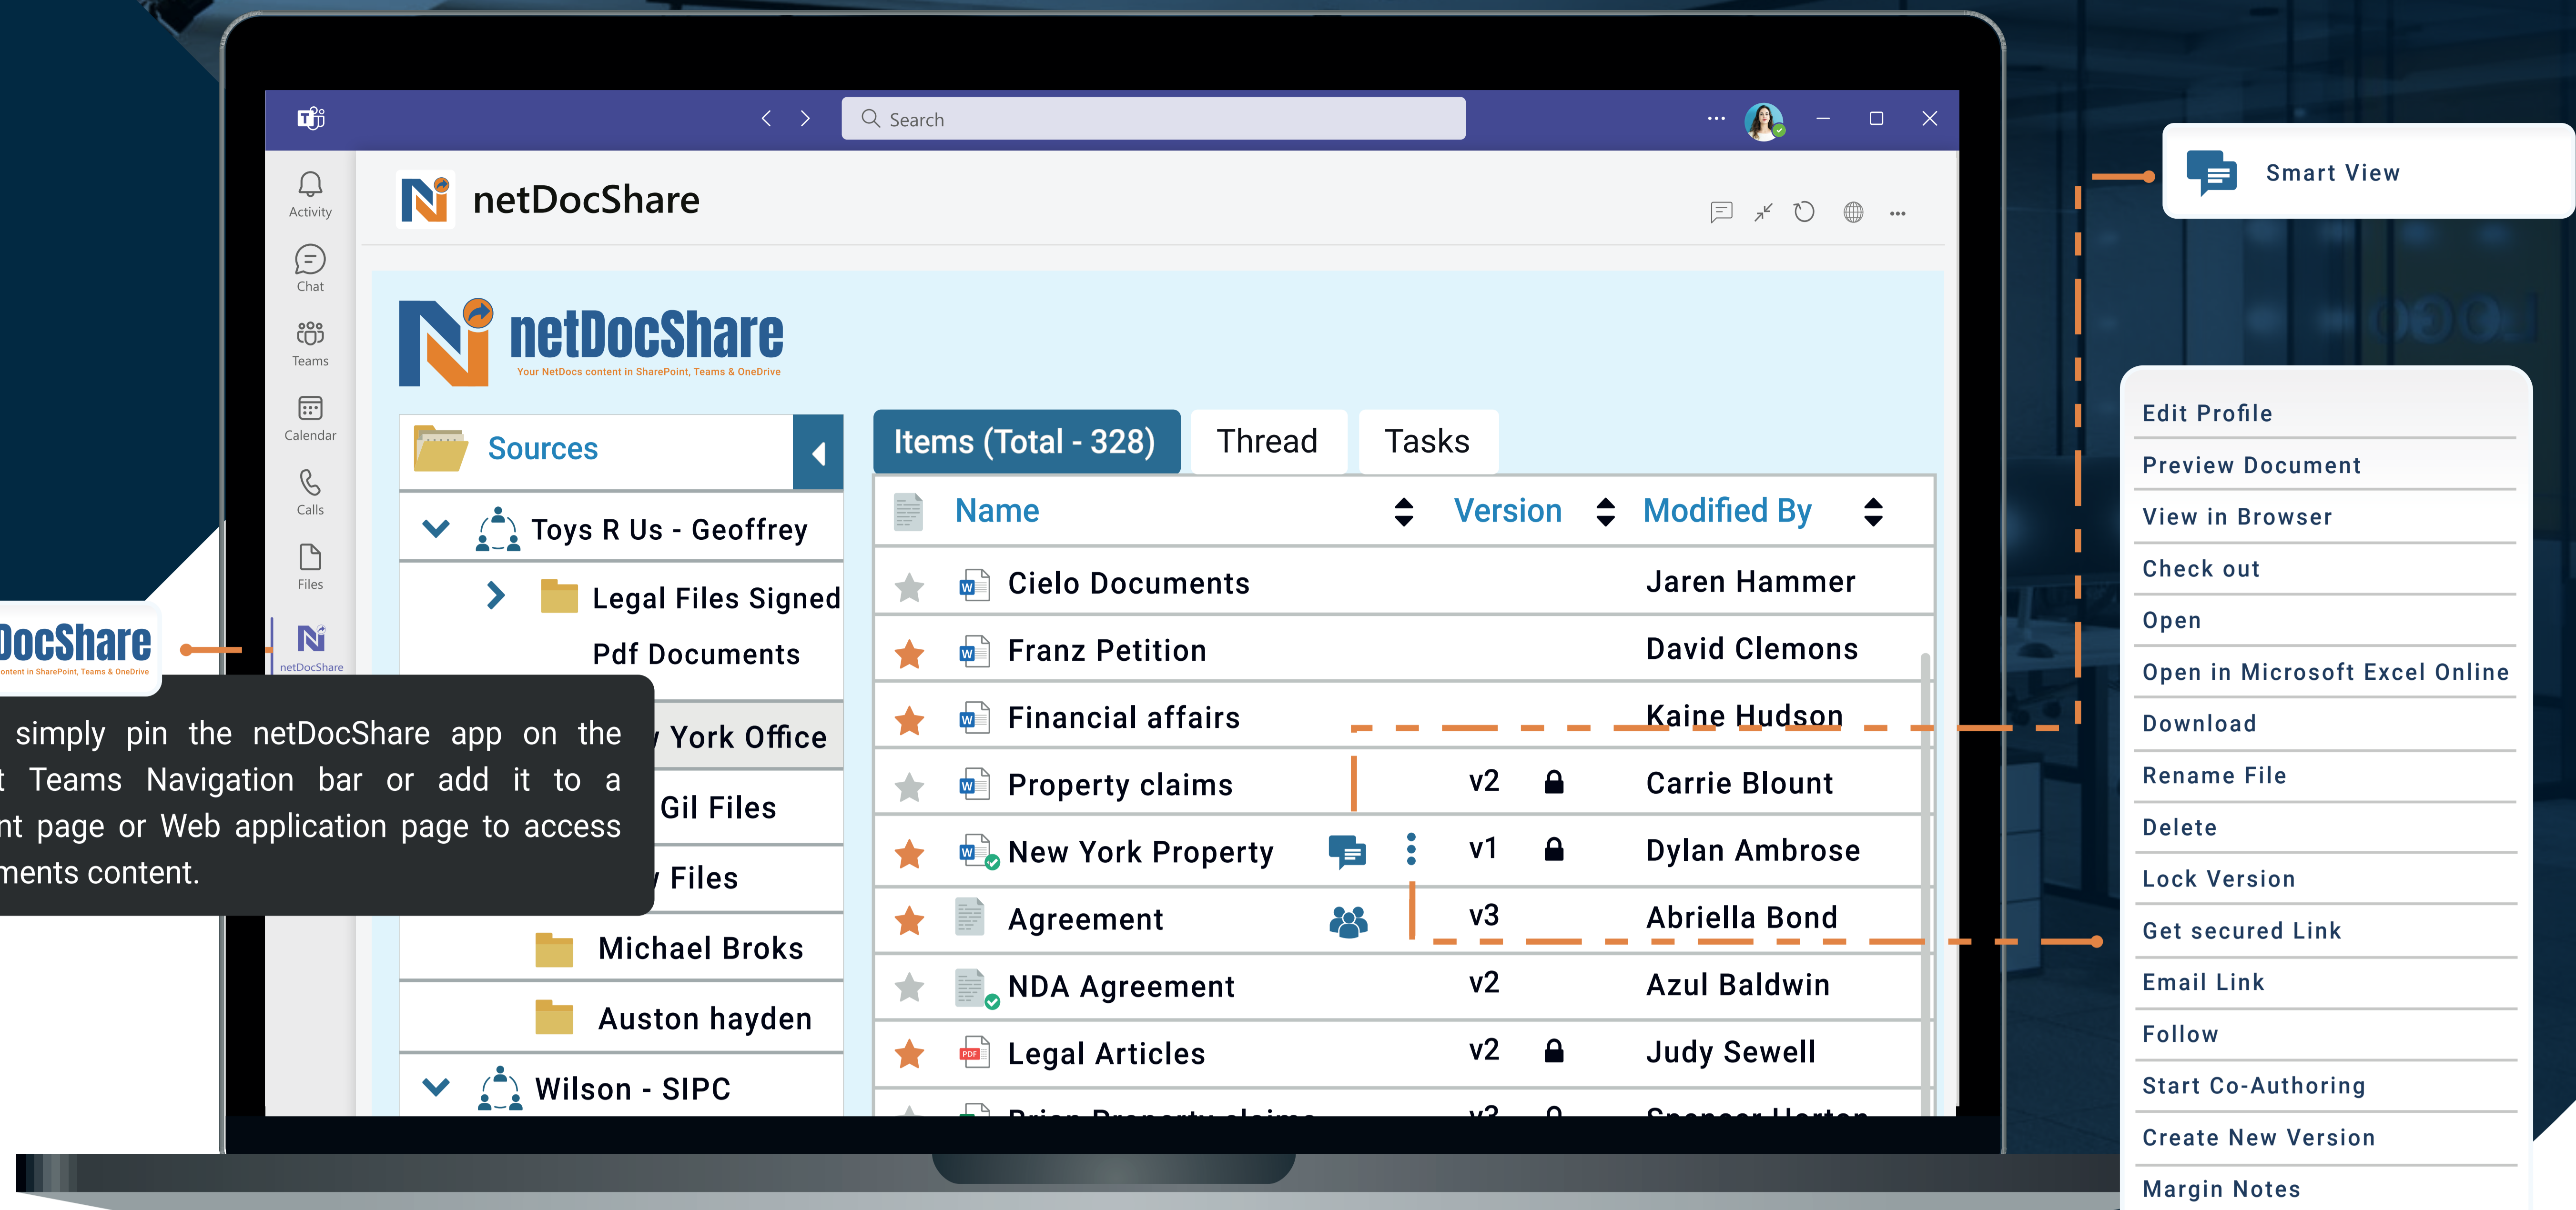 Search
Activity
Chat
Teams
Calendar
Calls
Files
netDocShare
netDocShare
netDocShare
Your NetDocs content in SharePoint, Teams & OneDrive
Sources
Toys R Us - Geoffrey
Legal Files Signed
Pdf Documents
York Office
Gil Files
Files
Michael Broks
Auston hayden
Wilson - SIPC
Items (Total - 328)
Thread
Tasks
Name Version Modified By
Cielo Documents Jaren Hammer
Franz Petition David Clemons
Financial affairs Kaine Hudson
Property claims v2 Carrie Blount
New York Property v1 Dylan Ambrose
Agreement v3 Abriella Bond
NDA Agreement v2 Azul Baldwin
Legal Articles v2 Judy Sewell
Brian Property claims v3 Spencer Horton
DocShare
content in SharePoint, Teams & OneDrive
simply pin the netDocShare app on the
Teams Navigation bar or add it to a
page or Web application page to access
content.
Smart View
Edit Profile
Preview Document
View in Browser
Check out
Open
Open in Microsoft Excel Online
Download
Rename File
Delete
Lock Version
Get secured Link
Email Link
Follow
Start Co-Authoring
Create New Version
Margin Notes